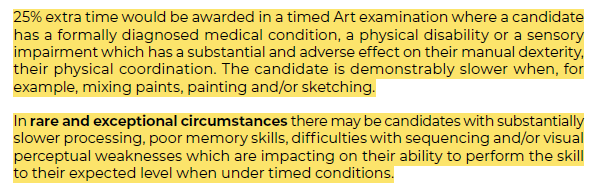 25% extra time would be awarded in a timed Art examination where a candidate
has a formally diagnosed medical condition, a physical disability or a sensory
impairment which has a substantial and adverse effect on their manual dexterity,
their physical coordination. The candidate is demonstrably slower when, for
example, mixing paints, painting and/or sketching.
In rare and exceptional circumstances there may be candidates with substantially
slower processing, poor memory skills, difficulties with sequencing and/or visual
perceptual weaknesses which are impacting on their ability to perform the skill
to their expected level when under timed conditions.